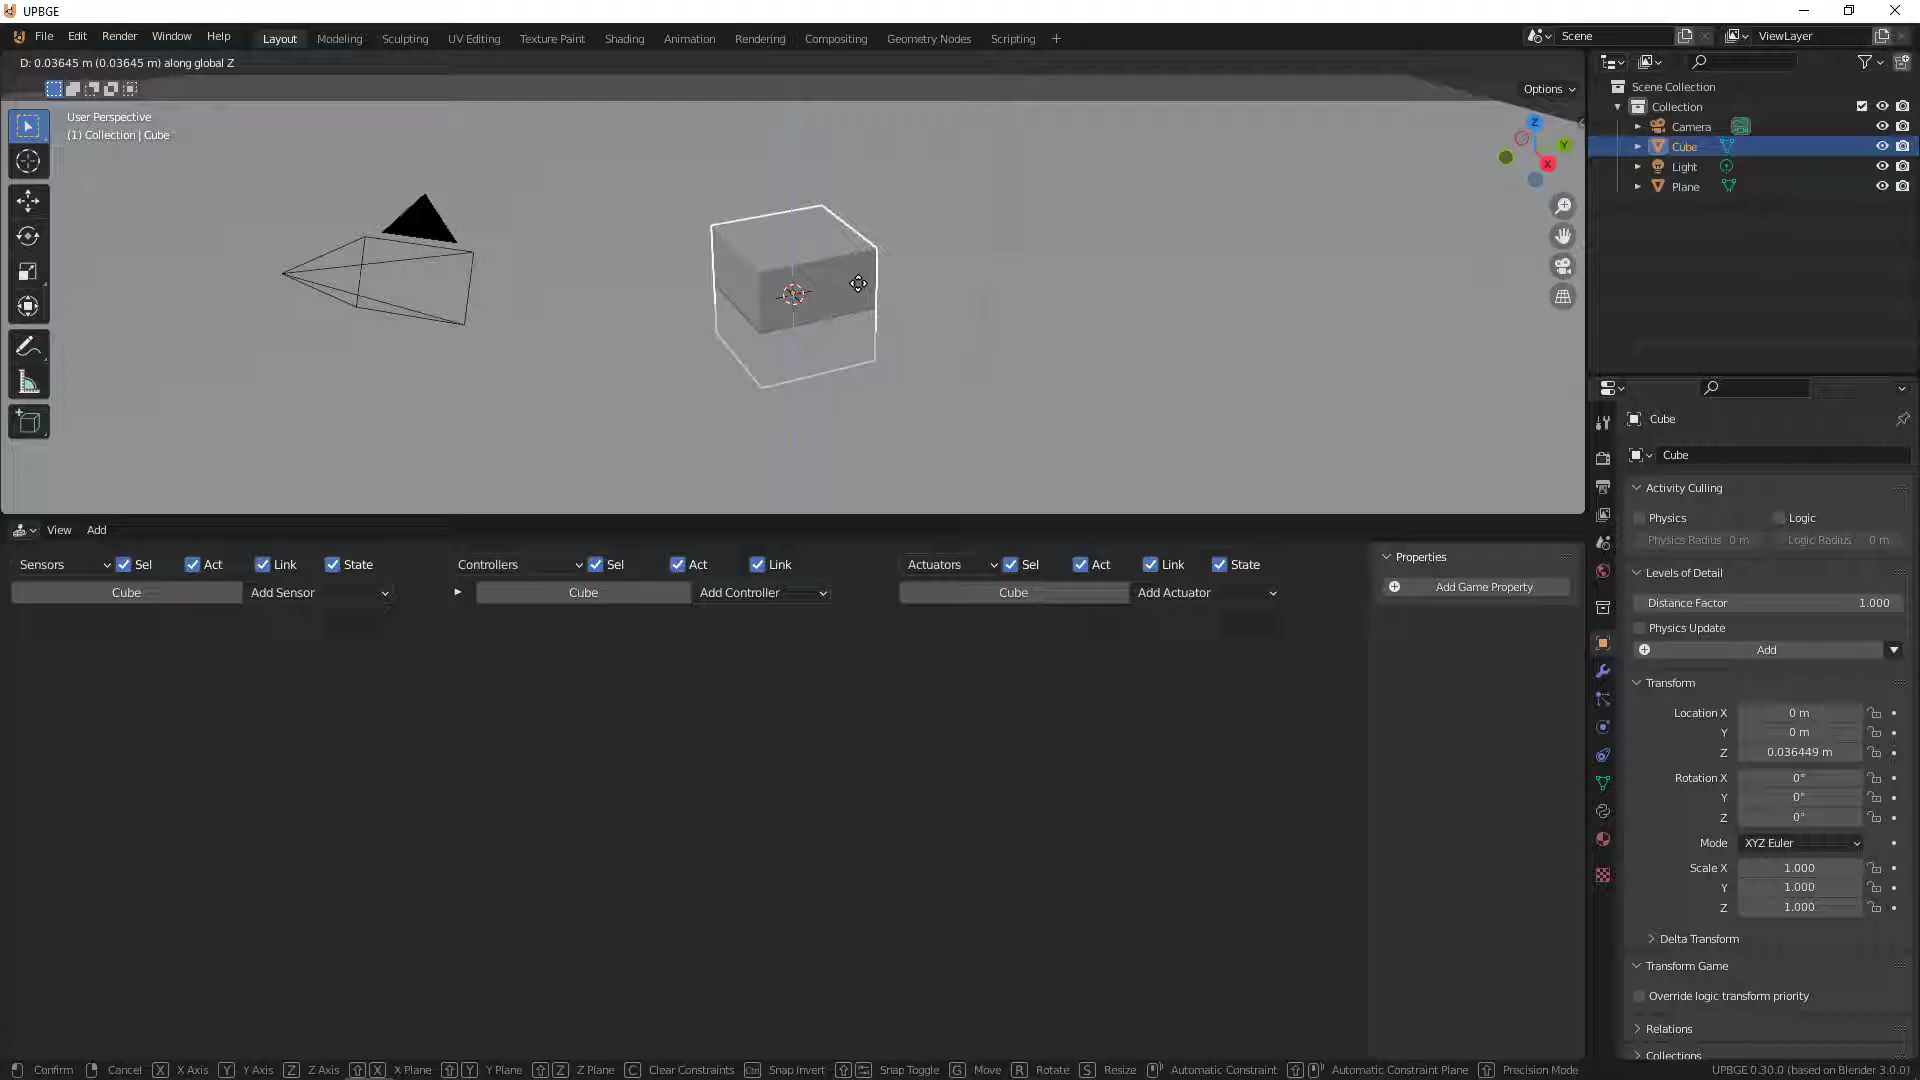 UPBGE
File Edit Render Window Help Layout Modeling Sculpting UV Editing Texture Paint Shading Animation Rendering Compositing Geometry Nodes Scripting + Scene ViewLayer
D: 0.03645 m (0.03645 m) along global Z
Options
User Perspective
(1) Collection | Cube
Z
Y
X
Scene Collection
Collection
Camera
Cube
Light
Plane
View Add
Sensors Sel Act Link State Controllers Sel Act Link Actuators Sel Act Link State
Cube Add Sensor Cube Add Controller Cube Add Actuator
Properties
Add Game Property
Cube
Cube
Activity Culling
Physics Logic
Physics Radius 0 m Logic Radius 0 m
Levels of Detail
Distance Factor 1.000
Physics Update
Add
Transform
Location X 0 m
Y 0 m
Z 0.036449 m
Rotation X 0°
Y 0°
Z 0°
Mode XYZ Euler
Scale X 1.000
Y 1.000
Z 1.000
Delta Transform
Transform Game
Override logic transform priority
Relations
Collections
Confirm Cancel X X Axis Y Y Axis Z Z Axis X X Plane Y Y Plane Z Z Plane C Clear Constraints Ctrl Snap Invert Snap Toggle G Move R Rotate S Resize Automatic Constraint Automatic Constraint Plane Precision Mode UPBGE 0.30.0 (based on Blender 3.0.0)